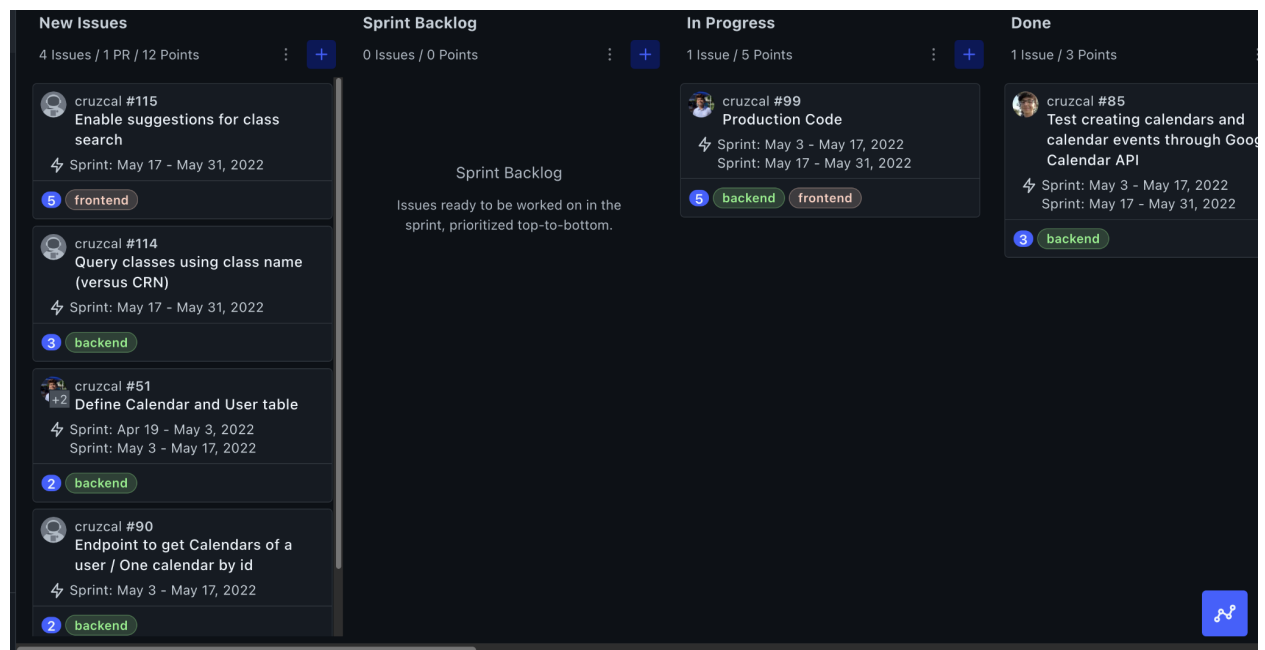 New Issues
4 Issues / 1 PR / 12 Points
cruzcal #115
Enable suggestions for class
search
Sprint: May 17 - May 31, 2022
5 frontend
cruzcal #114
Query classes using class name
(versus CRN)
Sprint: May 17 - May 31, 2022
3 backend
cruzcal #51
+2
Define Calendar and User table
Sprint: Apr 19 - May 3, 2022
Sprint: May 3 - May 17, 2022
2 backend
cruzcal #90
Endpoint to get Calendars of a
user / One calendar by id
Sprint: May 3 - May 17, 2022
2 backend
Sprint Backlog
0 Issues / 0 Points
Sprint Backlog
Issues ready to be worked on in the
sprint, prioritized top-to-bottom.
In Progress
1 Issue / 5 Points
cruzcal #99
Production Code
Sprint: May 3 - May 17, 2022
Sprint: May 17 - May 31, 2022
5 backend frontend
Done
1 Issue / 3 Points
cruzcal #85
Test creating calendars and
calendar events through Goog
Calendar API
Sprint: May 3 - May 17, 2022
Sprint: May 17 - May 31, 2022
3 backend